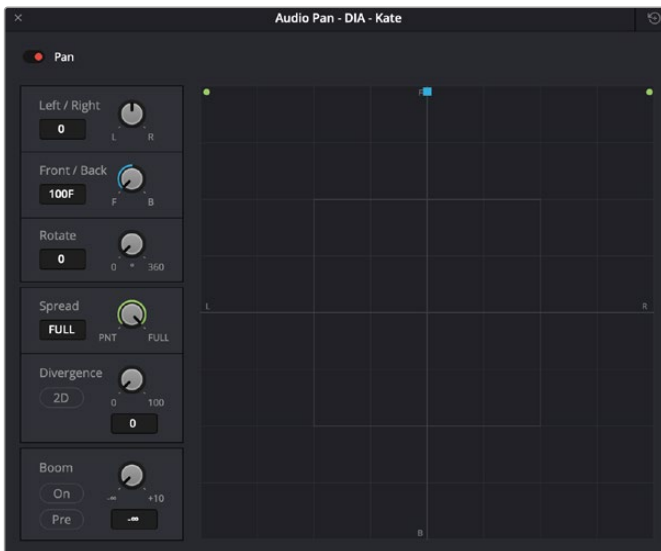 Audio Pan - DIA - Kate
Pan
Left / Right
0
L R
Front / Back
100F
F B
Rotate
0
0 * 360
Spread
FULL
PNT FULL
Divergence
2D
0 100
0
Boom
On
-∞ +10
Pre
-∞
F
L R
B